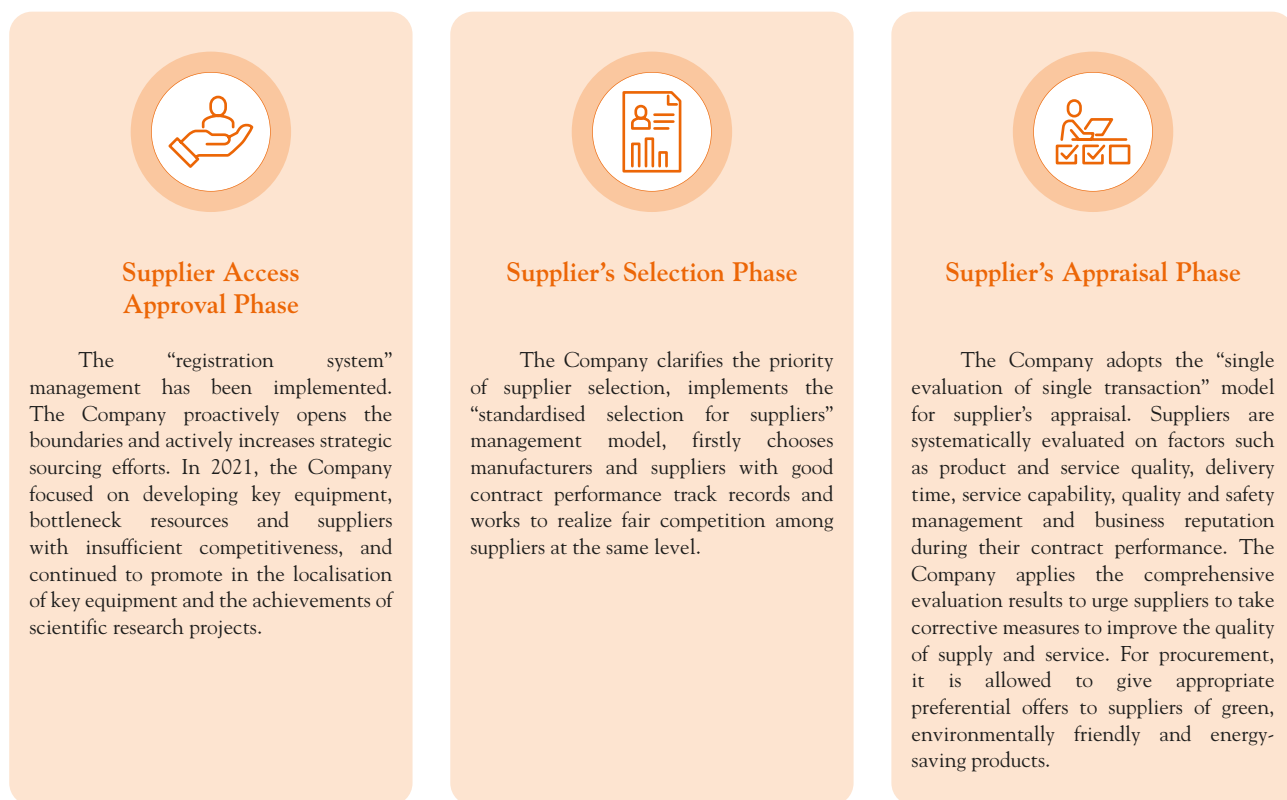 Supplier Access
Approval Phase
The “registration system”
management has been implemented.
The Company proactively opens the
boundaries and actively increases strategic
sourcing efforts. In 2021, the Company
focused on developing key equipment,
bottleneck resources and suppliers
with insufficient competitiveness, and
continued to promote in the localisation
of key equipment and the achievements of
scientific research projects.
Supplier’s Selection Phase
The Company clarifies the priority
of supplier selection, implements the
“standardised selection for suppliers”
management model, firstly chooses
manufacturers and suppliers with good
contract performance track records and
works to realize fair competition among
suppliers at the same level.
Supplier’s Appraisal Phase
The Company adopts the “single
evaluation of single transaction” model
for supplier’s appraisal. Suppliers are
systematically evaluated on factors such
as product and service quality, delivery
time, service capability, quality and safety
management and business reputation
during their contract performance. The
Company applies the comprehensive
evaluation results to urge suppliers to take
corrective measures to improve the quality
of supply and service. For procurement,
it is allowed to give appropriate
preferential offers to suppliers of green,
environmentally friendly and energy-
saving products.